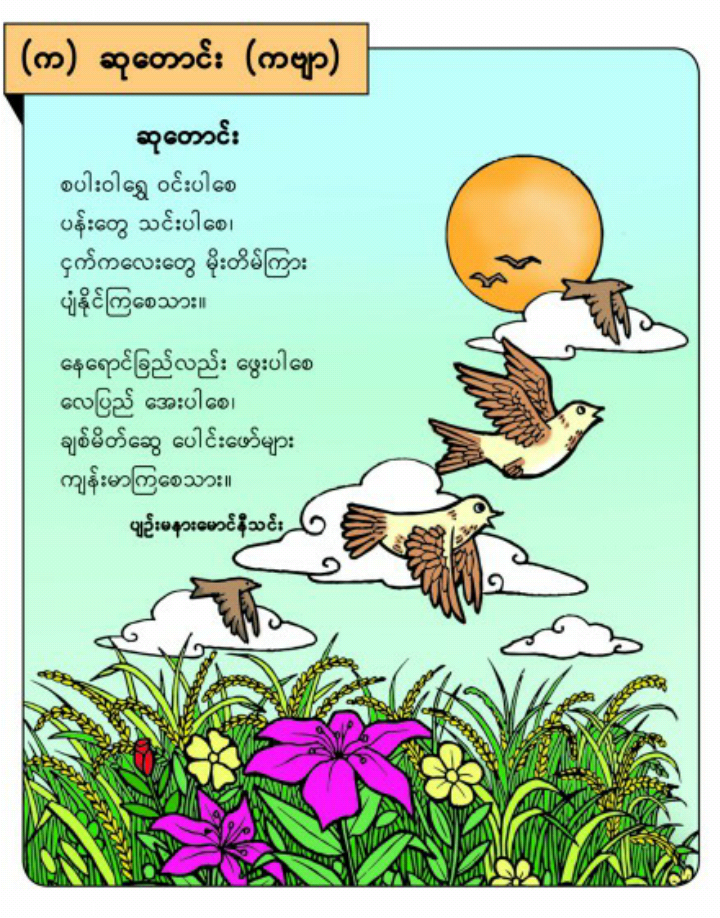 (က) ဆုတောင်း (ကဗျာ)
ဆုတောင်း
စပါးဝါရွှေ ဝင်းပါစေ
ပန်းတွေ သင်းပါစေ၊
ငှက်ကလေးတွေ မိုးတိမ်ကြား
ပျံနိုင်ကြစေသား။
နေရောင်ခြည်လည်း ဖွေးပါစေ
လေပြည် အေးပါစေ၊
ချစ်မိတ်ဆွေ ပေါင်းဖော်များ
ကျန်းမာကြစေသား။
ပျဉ်းမနားမောင်နီသင်း